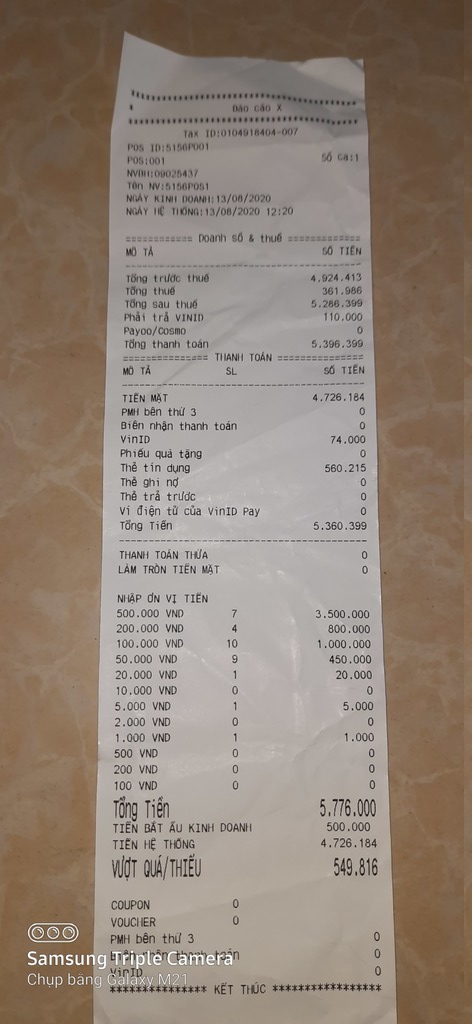 ************************************
* Báo cáo X *
************************************
Tax ID:0104918404-007
POS ID:5156P001
POS:001 Số ca:1
NVBH:09025437
Tên NV:5156P051
NGÀY KINH DOANH:13/08/2020
NGÀY HỆ THỐNG:13/08/2020 12:20
============ Doanh số & thuế =============
MÔ TẢ SỐ TIỀN
Tổng trước thuế 4.924.413
Tổng thuế 361.986
Tổng sau thuế 5.286.399
Phải trả VINID 110.000
Payoo/Cosmo 0
Tổng thanh toán 5.396.399
=============== THANH TOÁN ===============
MÔ TẢ SL SỐ TIỀN
TIỀN MẶT 4.726.184
PMH bên thứ 3 0
Biên nhận thanh toán 0
VinID 74.000
Phiếu quà tặng 0
Thẻ tín dụng 560.215
Thẻ ghi nợ 0
Thẻ trả trước 0
Ví điện tử của VinID Pay 0
Tổng Tiền 5.360.399
THANH TOÁN THỪA 0
LÀM TRÒN TIỀN MẶT 0
NHẬP ƠN VỊ TIỀN
500.000 VND 7 3.500.000
200.000 VND 4 800.000
100.000 VND 10 1.000.000
50.000 VND 9 450.000
20.000 VND 1 20.000
10.000 VND 0 0
5.000 VND 1 5.000
2.000 VND 0 0
1.000 VND 1 1.000
500 VND 0 0
200 VND 0 0
100 VND 0 0
Tổng Tiền 5.776.000
TIỀN BẮT ẦU KINH DOANH 500.000
TIỀN HỆ THỐNG 4.726.184
VƯỢT QUÁ/THIẾU 549.816
COUPON 0
VOUCHER 0
PMH bên thứ 3 0
Biên nhận thanh toán 0
VinID 0
*************** KẾT THÚC *****************
Samsung Triple Camera
Chụp bằng Galaxy M21